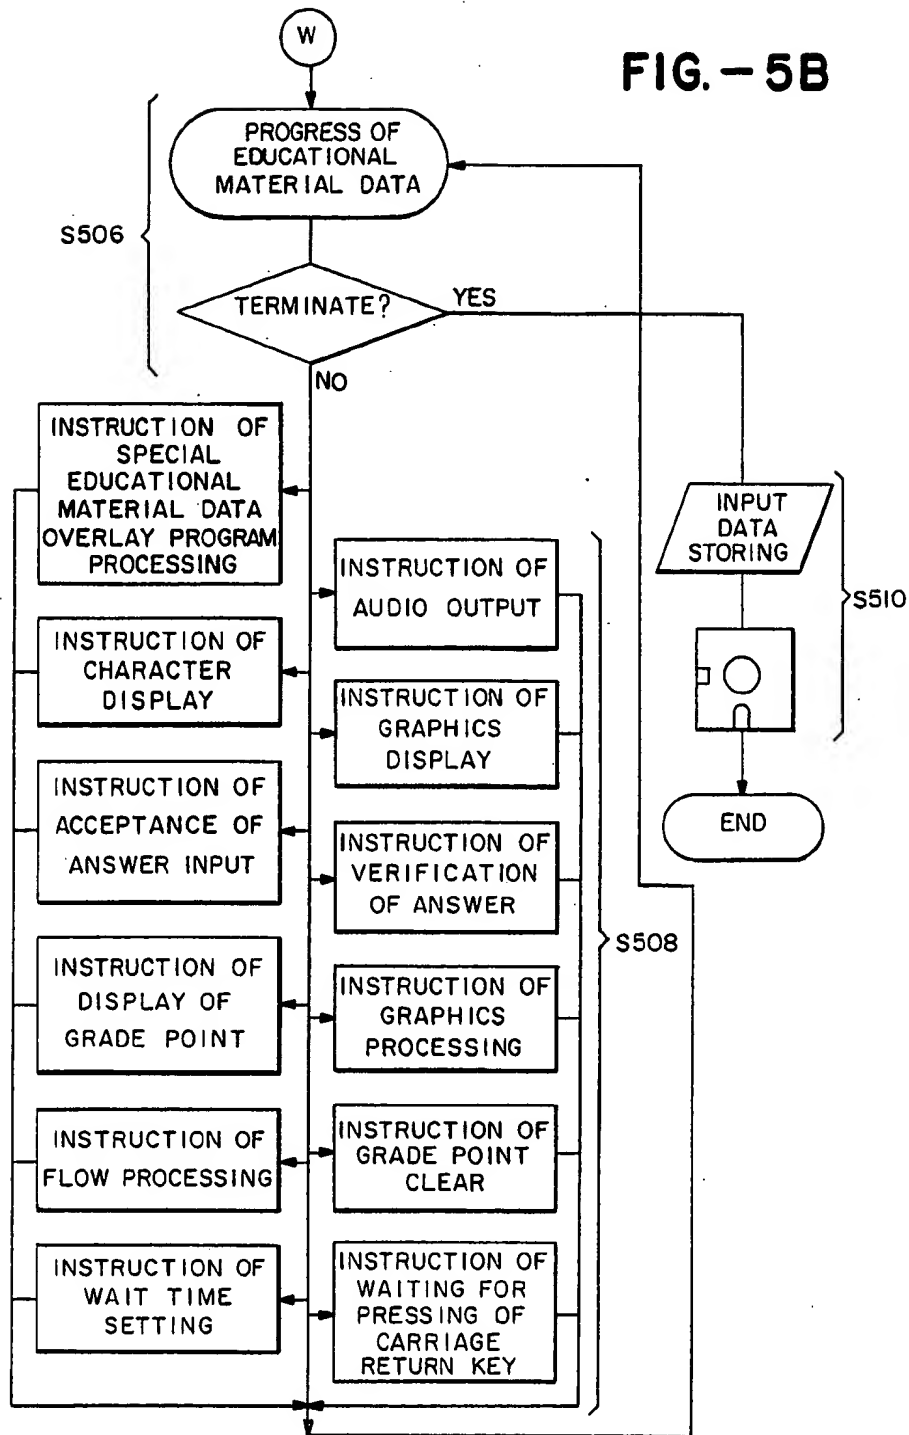 W
FIG. - 5B
PROGRESS OF
EDUCATIONAL
MATERIAL DATA
S506
TERMINATE?
YES
NO
INSTRUCTION OF
SPECIAL
EDUCATIONAL
MATERIAL DATA
OVERLAY PROGRAM
PROCESSING
INPUT
DATA
STORING
S510
INSTRUCTION OF
AUDIO OUTPUT
INSTRUCTION OF
CHARACTER
DISPLAY
INSTRUCTION OF
GRAPHICS
DISPLAY
END
INSTRUCTION OF
ACCEPTANCE OF
ANSWER INPUT
INSTRUCTION OF
VERIFICATION
OF ANSWER
S508
INSTRUCTION OF
DISPLAY OF
GRADE POINT
INSTRUCTION OF
GRAPHICS
PROCESSING
INSTRUCTION OF
FLOW PROCESSING
INSTRUCTION OF
GRADE POINT
CLEAR
INSTRUCTION OF
WAIT TIME
SETTING
INSTRUCTION OF
WAITING FOR
PRESSING OF
CARRIAGE
RETURN KEY